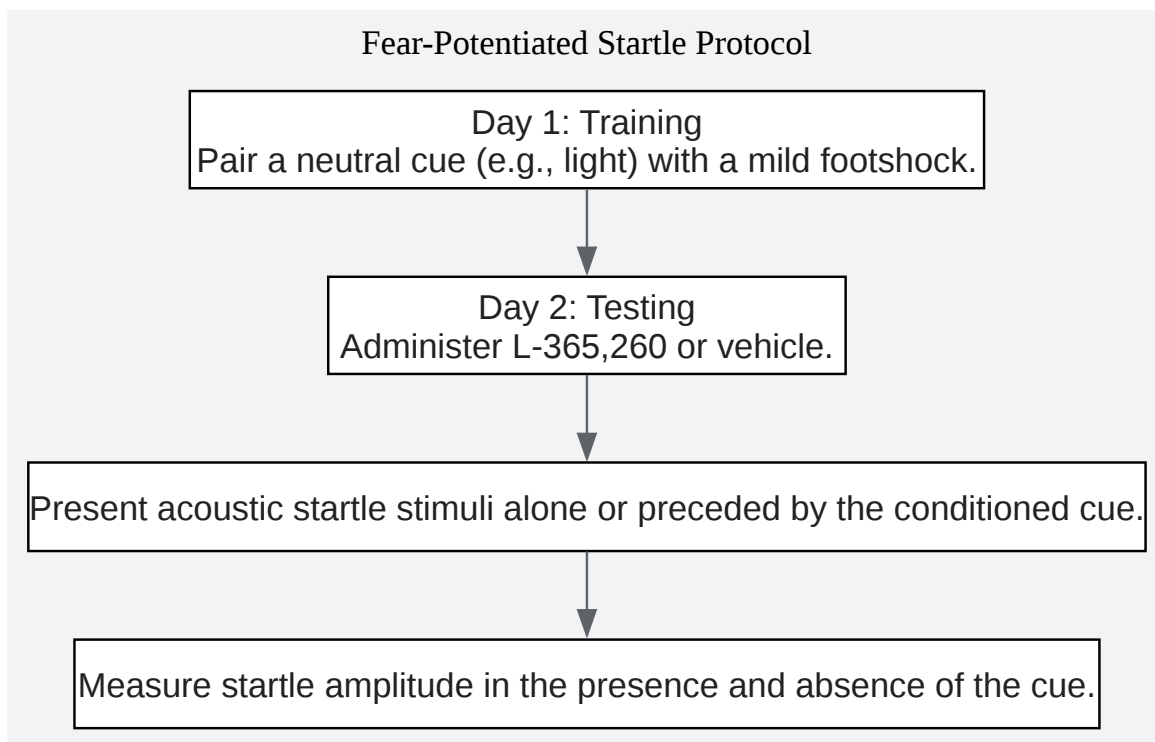 Fear-Potentiated Startle Protocol
Day 1: Training
Pair a neutral cue (e.g., light) with a mild footshock.
Day 2: Testing
Administer L-365,260 or vehicle.
Present acoustic startle stimuli alone or preceded by the conditioned cue.
Measure startle amplitude in the presence and absence of the cue.